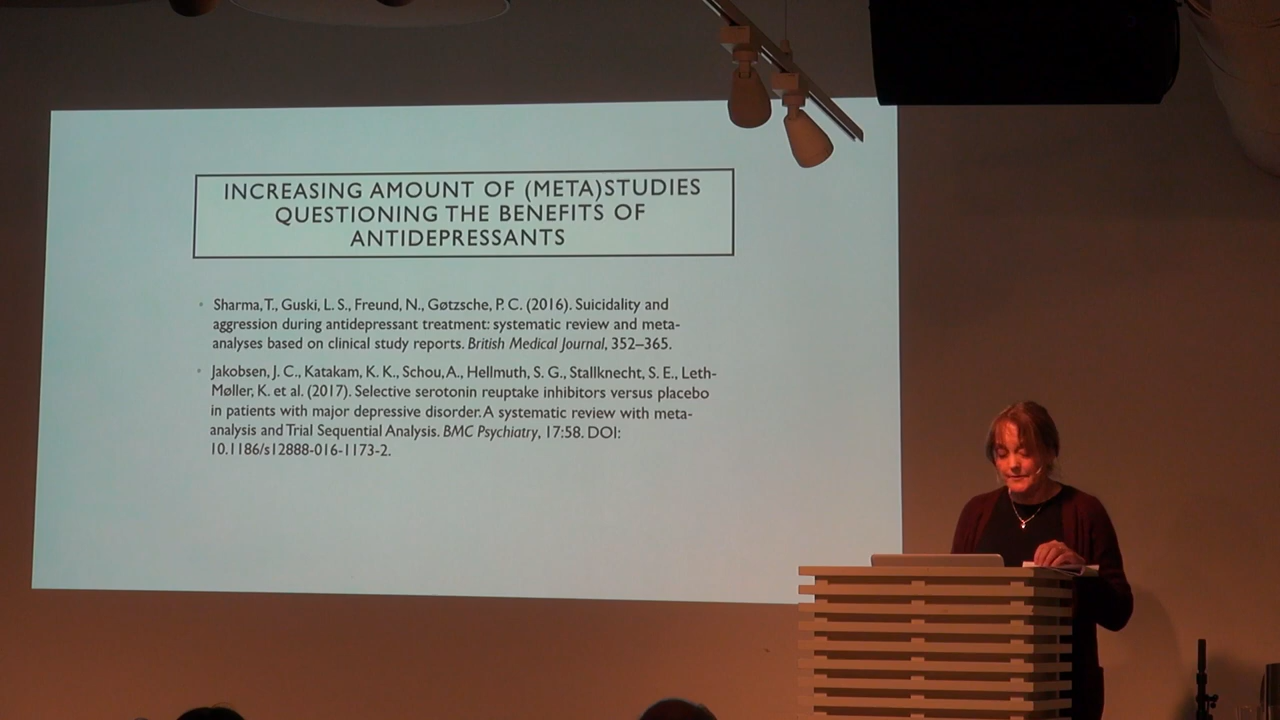 INCREASING AMOUNT OF (META)STUDIES
QUESTIONING THE BENEFITS OF
ANTIDEPRESSANTS
• Sharma, T., Guski, L. S., Freund, N., Gøtzsche, P. C. (2016). Suicidality and
aggression during antidepressant treatment: systematic review and meta-
analyses based on clinical study reports. British Medical Journal, 352–365.
• Jakobsen, J. C., Katakam, K. K., Schou, A., Hellmuth, S. G., Stallknecht, S. E., Leth-
Møller, K. et al. (2017). Selective serotonin reuptake inhibitors versus placebo
in patients with major depressive disorder. A systematic review with meta-
analysis and Trial Sequential Analysis. BMC Psychiatry, 17:58. DOI:
10.1186/s12888-016-1173-2.